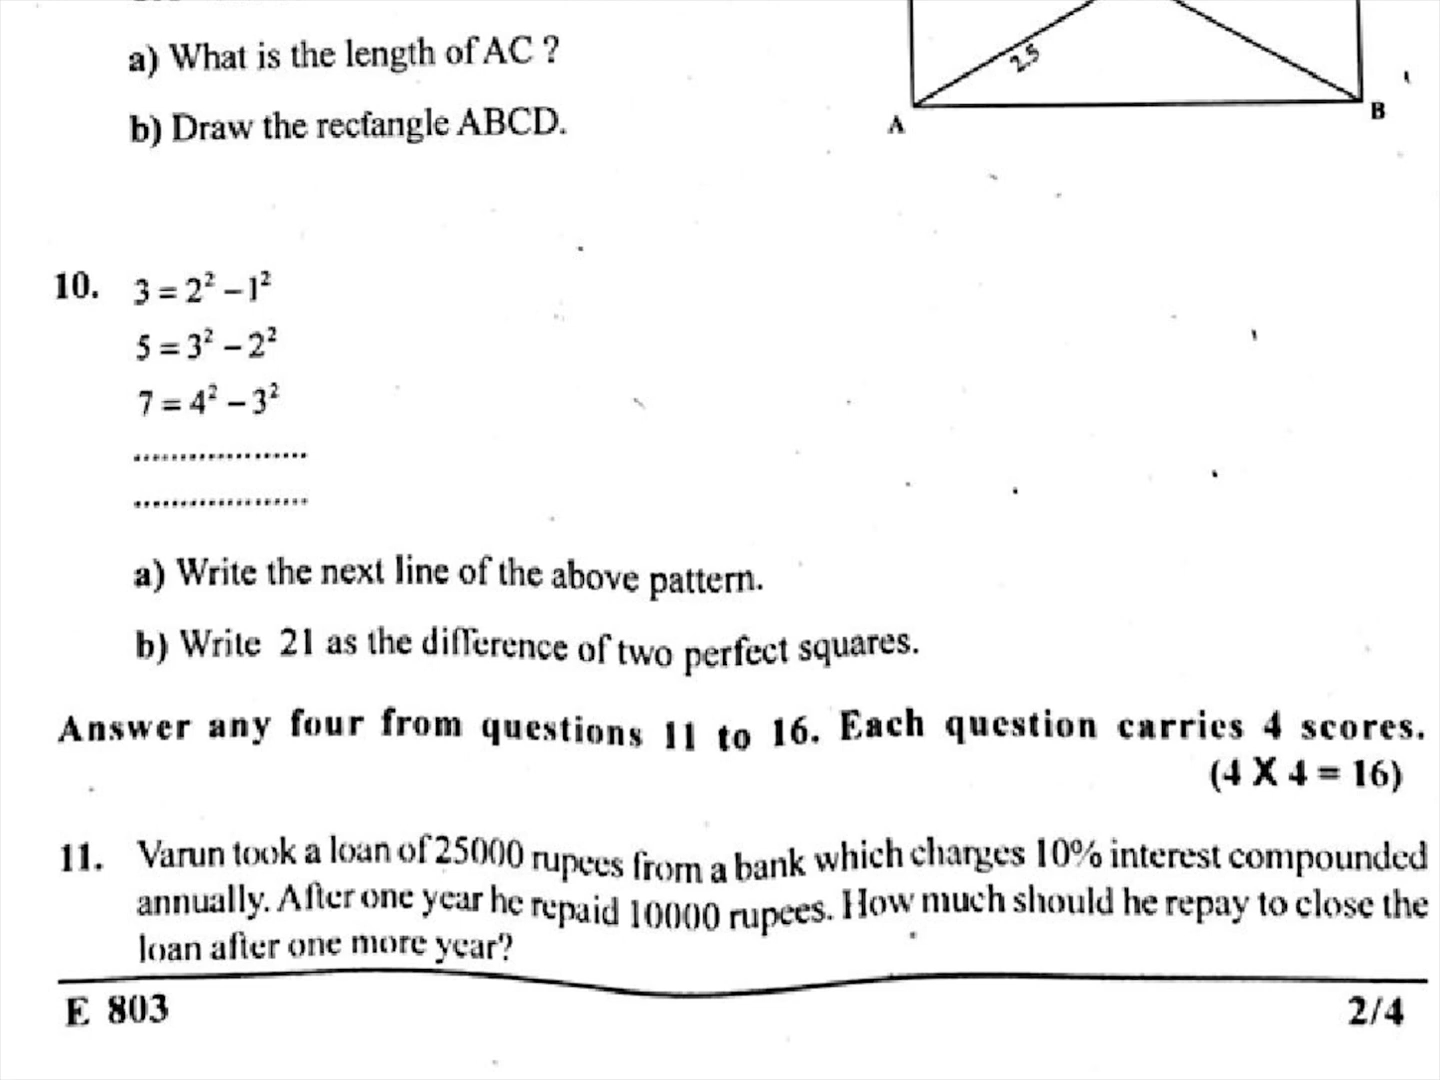 a) What is the length of AC ?
2.5
b) Draw the rectangle ABCD.
A
B
10. 3 = 2² – 1²
5 = 3² – 2²
7 = 4² – 3²
....................
....................
a) Write the next line of the above pattern.
b) Write 21 as the difference of two perfect squares.
Answer any four from questions 11 to 16. Each question carries 4 scores.
(4 X 4 = 16)
11. Varun took a loan of 25000 rupees from a bank which charges 10% interest compounded
annually. After one year he repaid 10000 rupees. How much should he repay to close the
loan after one more year?
E 803
2/4